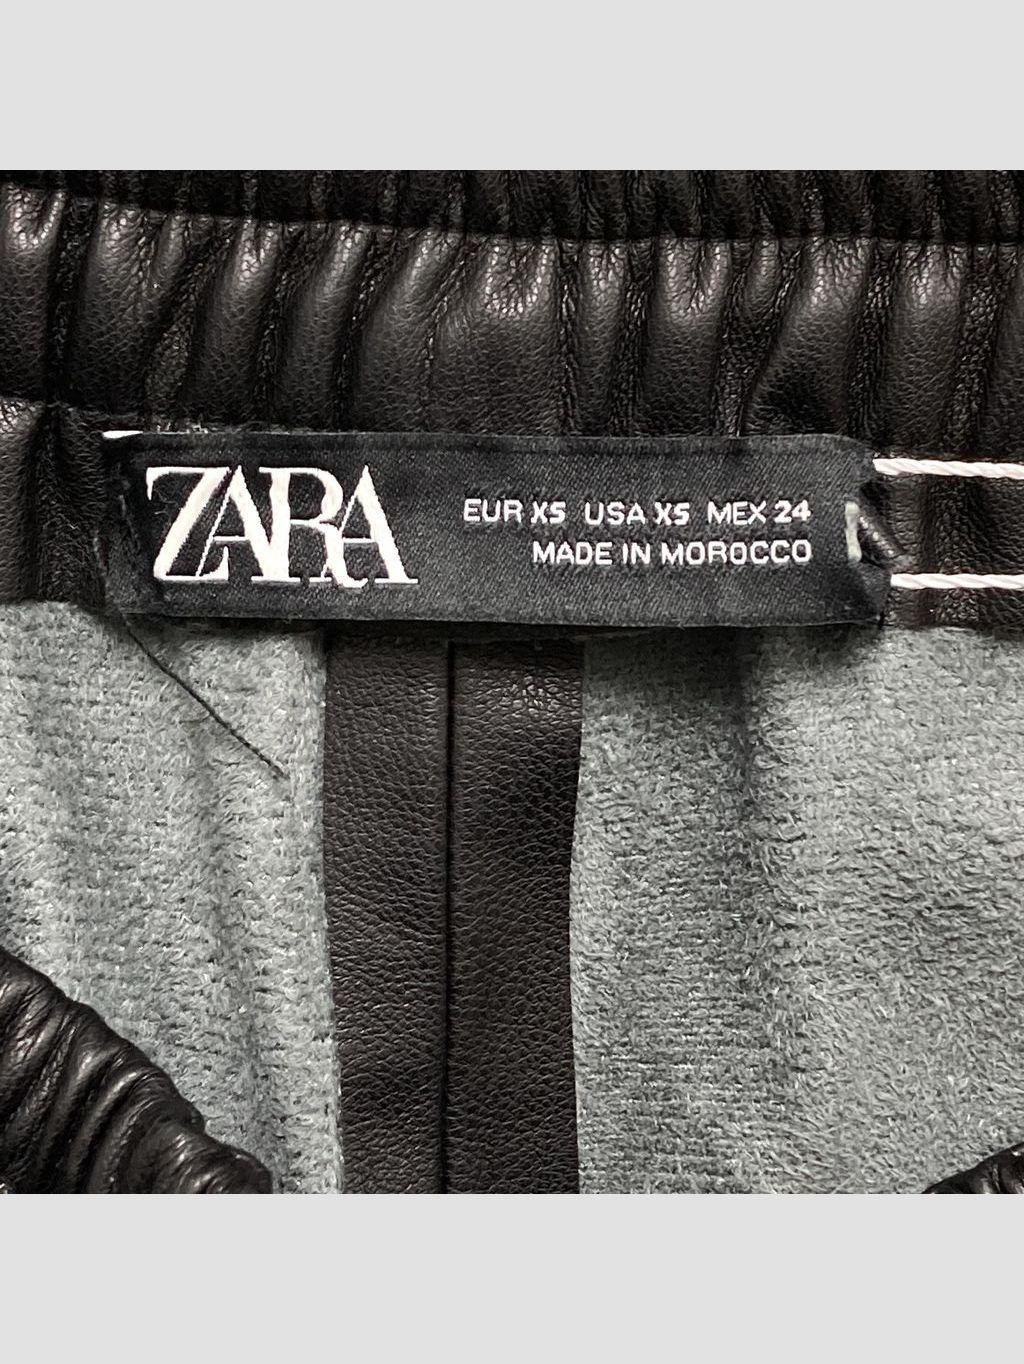 ZARA
EUR XS USA XS MEX 24
MADE IN MOROCCO